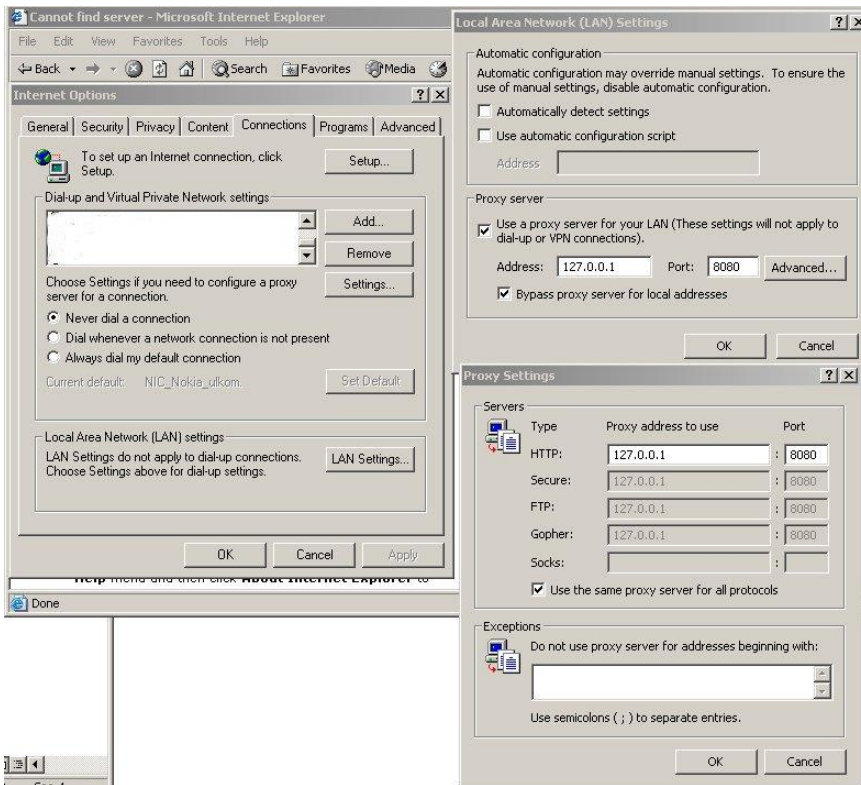 Cannot find server - Microsoft Internet Explorer
File Edit View Favorites Tools Help
Back Search Favorites Media
Internet Options
General Security Privacy Content Connections Programs Advanced
To set up an Internet connection, click
Setup.
Setup...
Dial-up and Virtual Private Network settings
Add...
Remove
Choose Settings if you need to configure a proxy
server for a connection.
Settings...
Never dial a connection
Dial whenever a network connection is not present
Always dial my default connection
Current default: NIC_Nokia_ulkom.
Set Default
Local Area Network (LAN) settings
LAN Settings do not apply to dial-up connections.
Choose Settings above for dial-up settings.
LAN Settings...
OK Cancel Apply
Help menu and then click About Internet Explorer to
Done
Local Area Network (LAN) Settings
Automatic configuration
Automatic configuration may override manual settings. To ensure the
use of manual settings, disable automatic configuration.
Automatically detect settings
Use automatic configuration script
Address
Proxy server
Use a proxy server for your LAN (These settings will not apply to
dial-up or VPN connections).
Address: 127.0.0.1 Port: 8080 Advanced...
Bypass proxy server for local addresses
OK Cancel
Proxy Settings
Servers
Type Proxy address to use Port
HTTP: 127.0.0.1 : 8080
Secure: 127.0.0.1 : 8080
FTP: 127.0.0.1 : 8080
Gopher: 127.0.0.1 : 8080
Socks: :
Use the same proxy server for all protocols
Exceptions
Do not use proxy server for addresses beginning with:
Use semicolons ( ; ) to separate entries.
OK Cancel